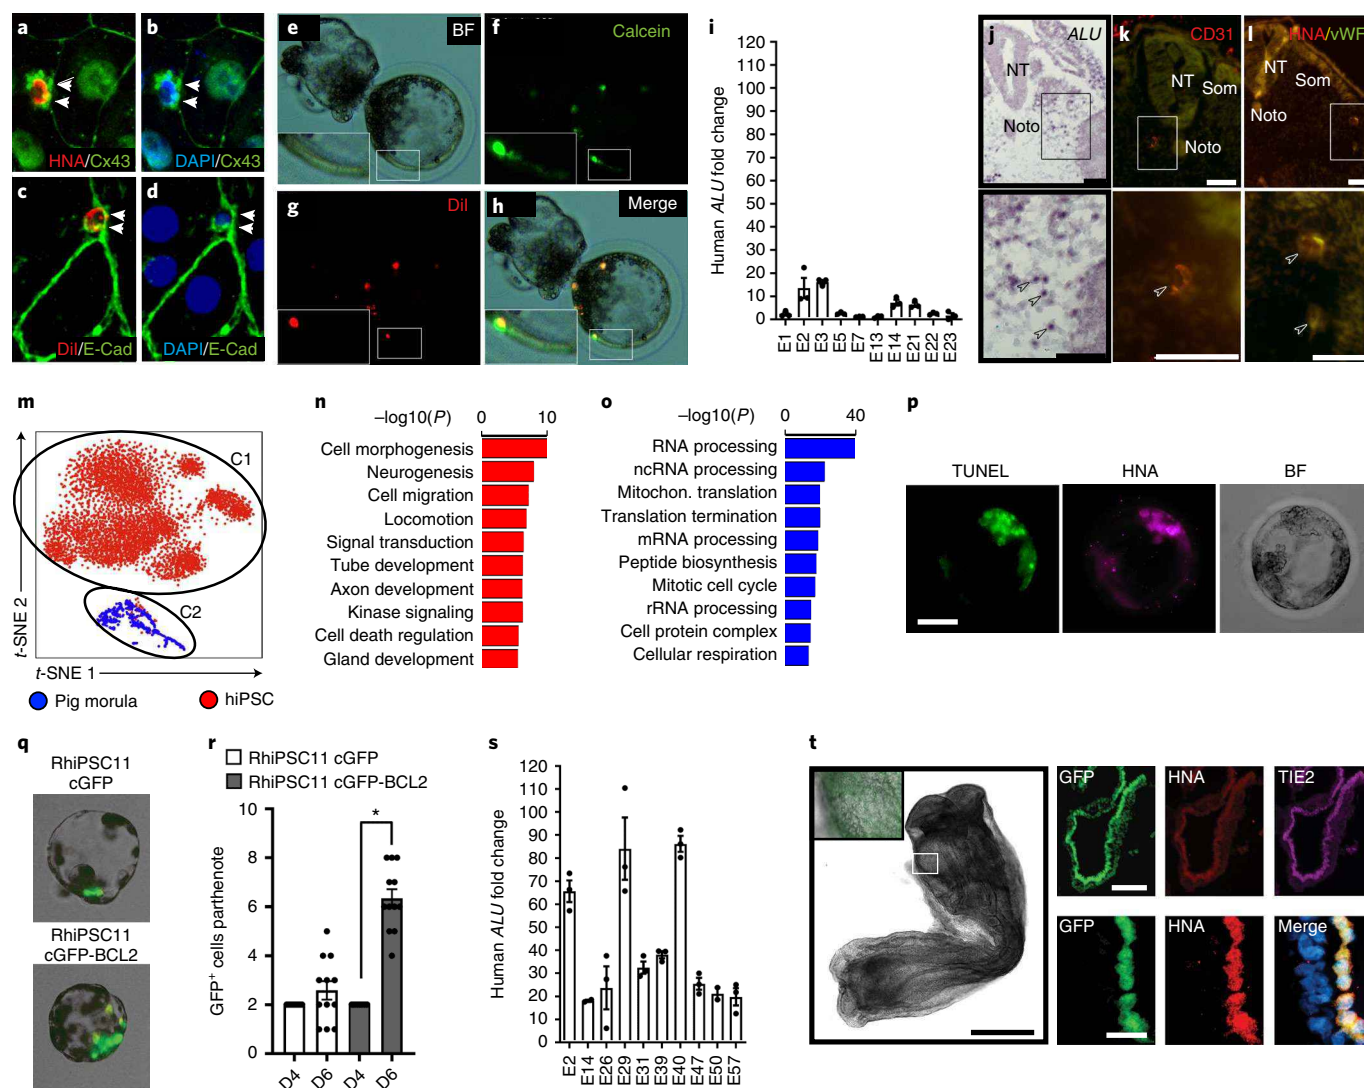 a
HNA/Cx43
b
DAPI/Cx43
c
DiI/E-Cad
d
DAPI/E-Cad
e
BF
f
Calcein
g
DiI
h
Merge
i
Human ALU fold change
120
110
100
90
80
70
60
50
40
30
20
10
0
E1
E2
E3
E5
E7
E13
E14
E21
E22
E23
j
ALU
NT
Noto
k
CD31
NT
Som
Noto
l
HNA/vWF
NT
Som
Noto
m
C1
C2
t-SNE 2
t-SNE 1
Pig morula
hiPSC
n
–log10(P)
0
10
Cell morphogenesis
Neurogenesis
Cell migration
Locomotion
Signal transduction
Tube development
Axon development
Kinase signaling
Cell death regulation
Gland development
o
–log10(P)
0
40
RNA processing
ncRNA processing
Mitochon. translation
Translation termination
mRNA processing
Peptide biosynthesis
Mitotic cell cycle
rRNA processing
Cell protein complex
Cellular respiration
p
TUNEL
HNA
BF
q
RhiPSC11
cGFP
RhiPSC11
cGFP-BCL2
r
RhiPSC11 cGFP
RhiPSC11 cGFP-BCL2
GFP+ cells parthenote
10
8
6
4
2
0
*
D4
D6
D4
D6
s
Human ALU fold change
120
110
100
90
80
70
60
50
40
30
20
10
0
E2
E14
E26
E29
E31
E39
E40
E47
E50
E57
t
GFP
HNA
TIE2
GFP
HNA
Merge